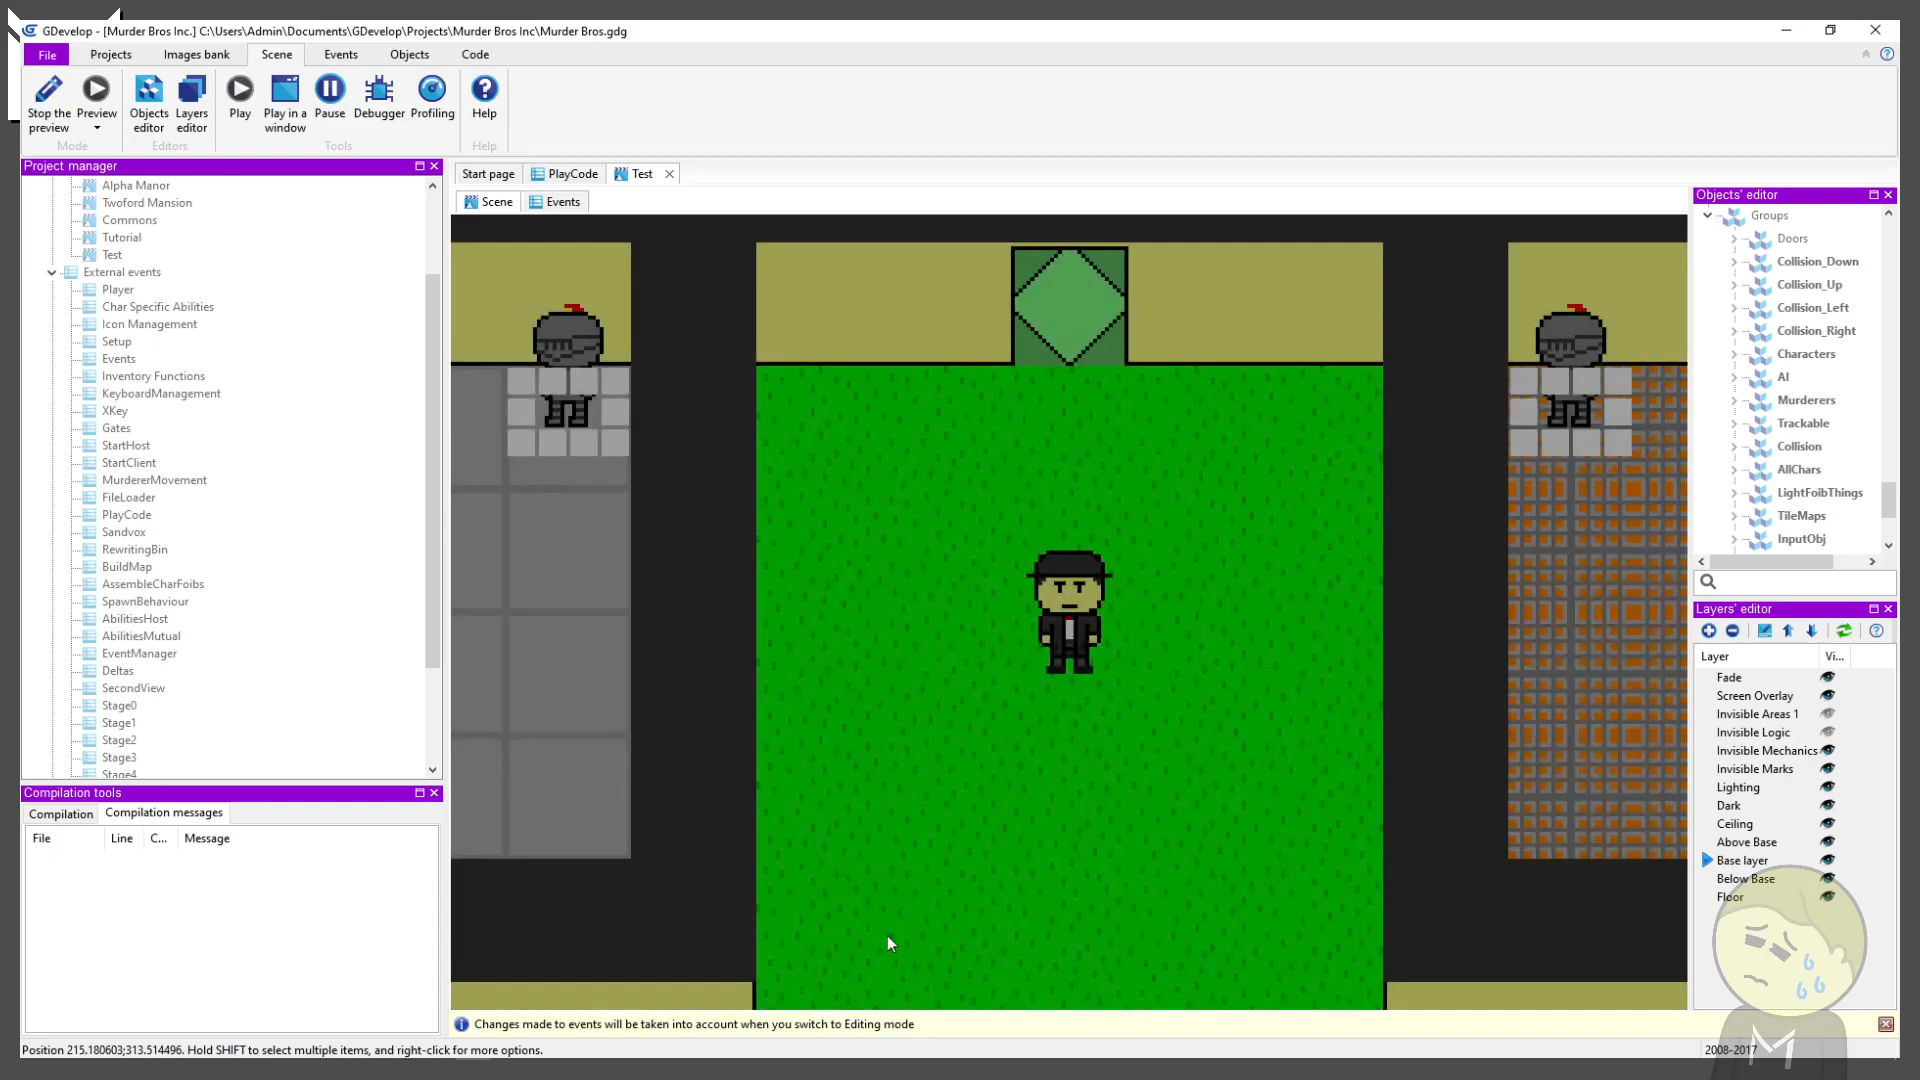 GDevelop - [Murder Bros Inc.] C:\Users\Admin\Documents\GDevelop\Projects\Murder Bros Inc\Murder Bros.gdg
File Projects Images bank Scene Events Objects Code
Stop the preview
Preview
Objects editor
Layers editor
Play
Play in a window
Pause
Debugger
Profiling
Help
Mode
Editors
Tools
Help
Project manager
Alpha Manor
Twoford Mansion
Commons
Tutorial
Test
External events
Player
Char Specific Abilities
Icon Management
Setup
Events
Inventory Functions
KeyboardManagement
XKey
Gates
StartHost
StartClient
MurdererMovement
FileLoader
PlayCode
Sandvox
RewritingBin
BuildMap
AssembleCharFoibs
SpawnBehaviour
AbilitiesHost
AbilitiesMutual
EventManager
Deltas
SecondView
Stage0
Stage1
Stage2
Stage3
Stage4
Compilation tools
Compilation
Compilation messages
File Line C... Message
Start page PlayCode Test
Scene Events
Changes made to events will be taken into account when you switch to Editing mode
Objects' editor
Groups
Doors
Collision_Down
Collision_Up
Collision_Left
Collision_Right
Characters
AI
Murderers
Trackable
Collision
AllChars
LightFoibThings
TileMaps
InputObj
Layers' editor
Layer Vi...
Fade
Screen Overlay
Invisible Areas 1
Invisible Logic
Invisible Mechanics
Invisible Marks
Lighting
Dark
Ceiling
Above Base
Base layer
Below Base
Floor
Position 215.180603;313.514496. Hold SHIFT to select multiple items, and right-click for more options.
2008-2017